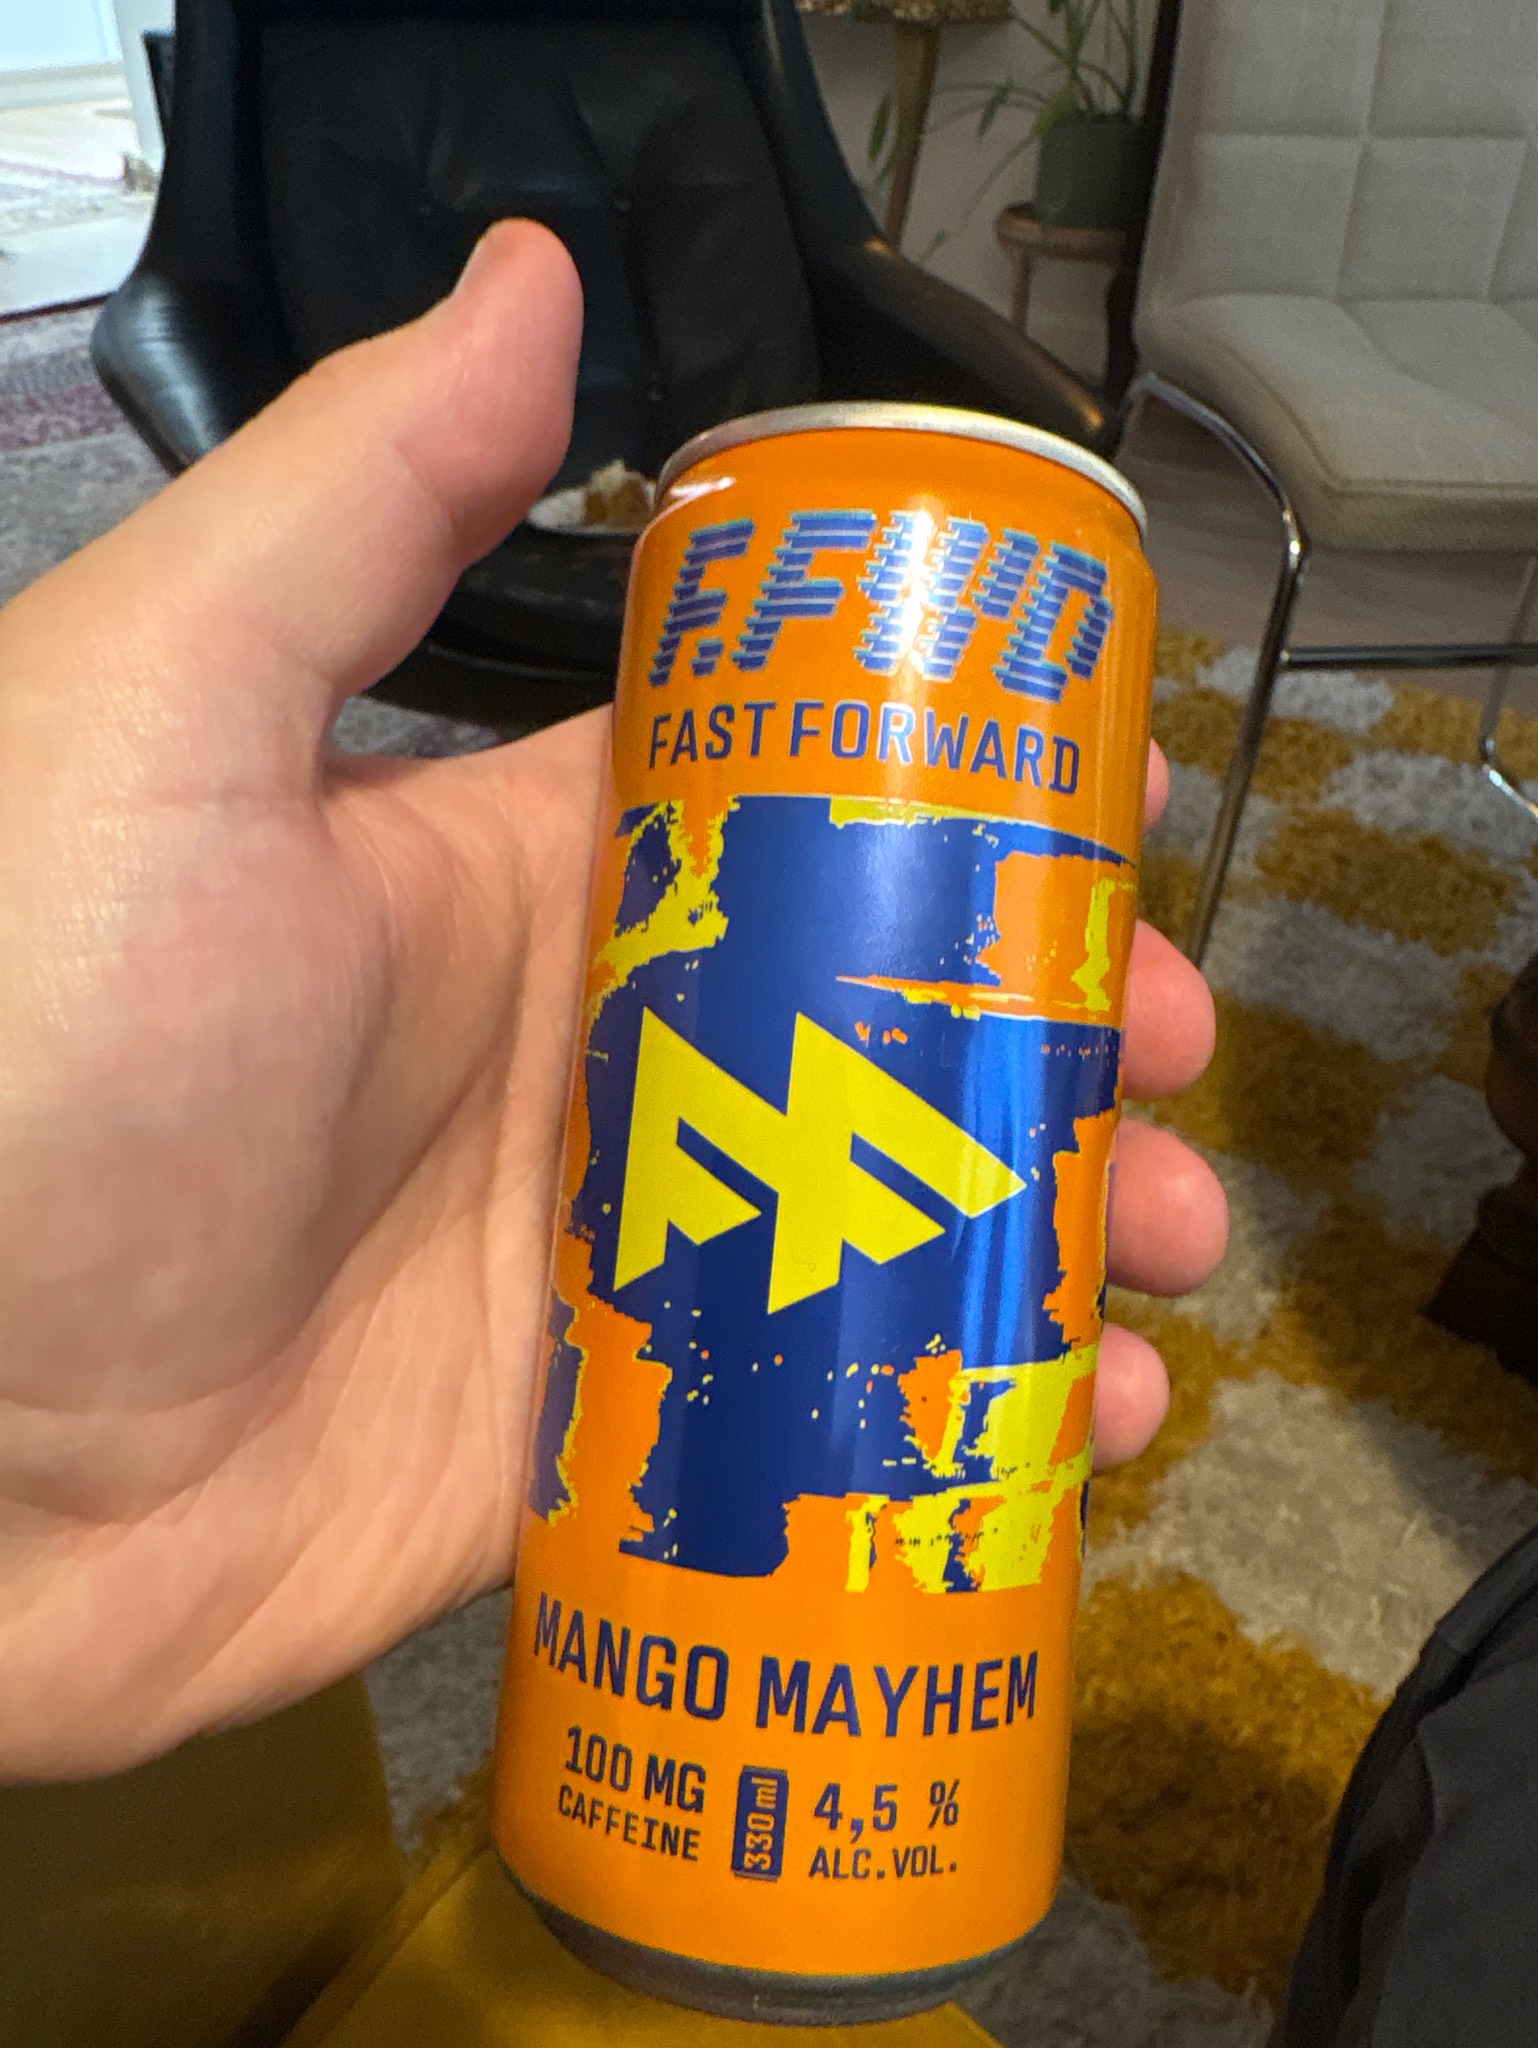 F.FWD
FAST FORWARD
MANGO MAYHEM
100 MG
CAFFEINE
330 ml
4,5 %
ALC.VOL.